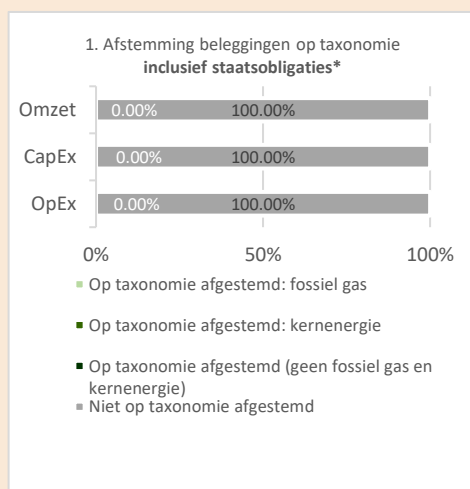 1. Afstemming beleggingen op taxonomie
inclusief staatsobligaties*
Omzet 0.00% 100.00%
CapEx 0.00% 100.00%
OpEx 0.00% 100.00%
0% 50% 100%
Op taxonomie afgestemd: fossiel gas
Op taxonomie afgestemd: kernenergie
Op taxonomie afgestemd (geen fossiel gas en
kernenergie)
Niet op taxonomie afgestemd